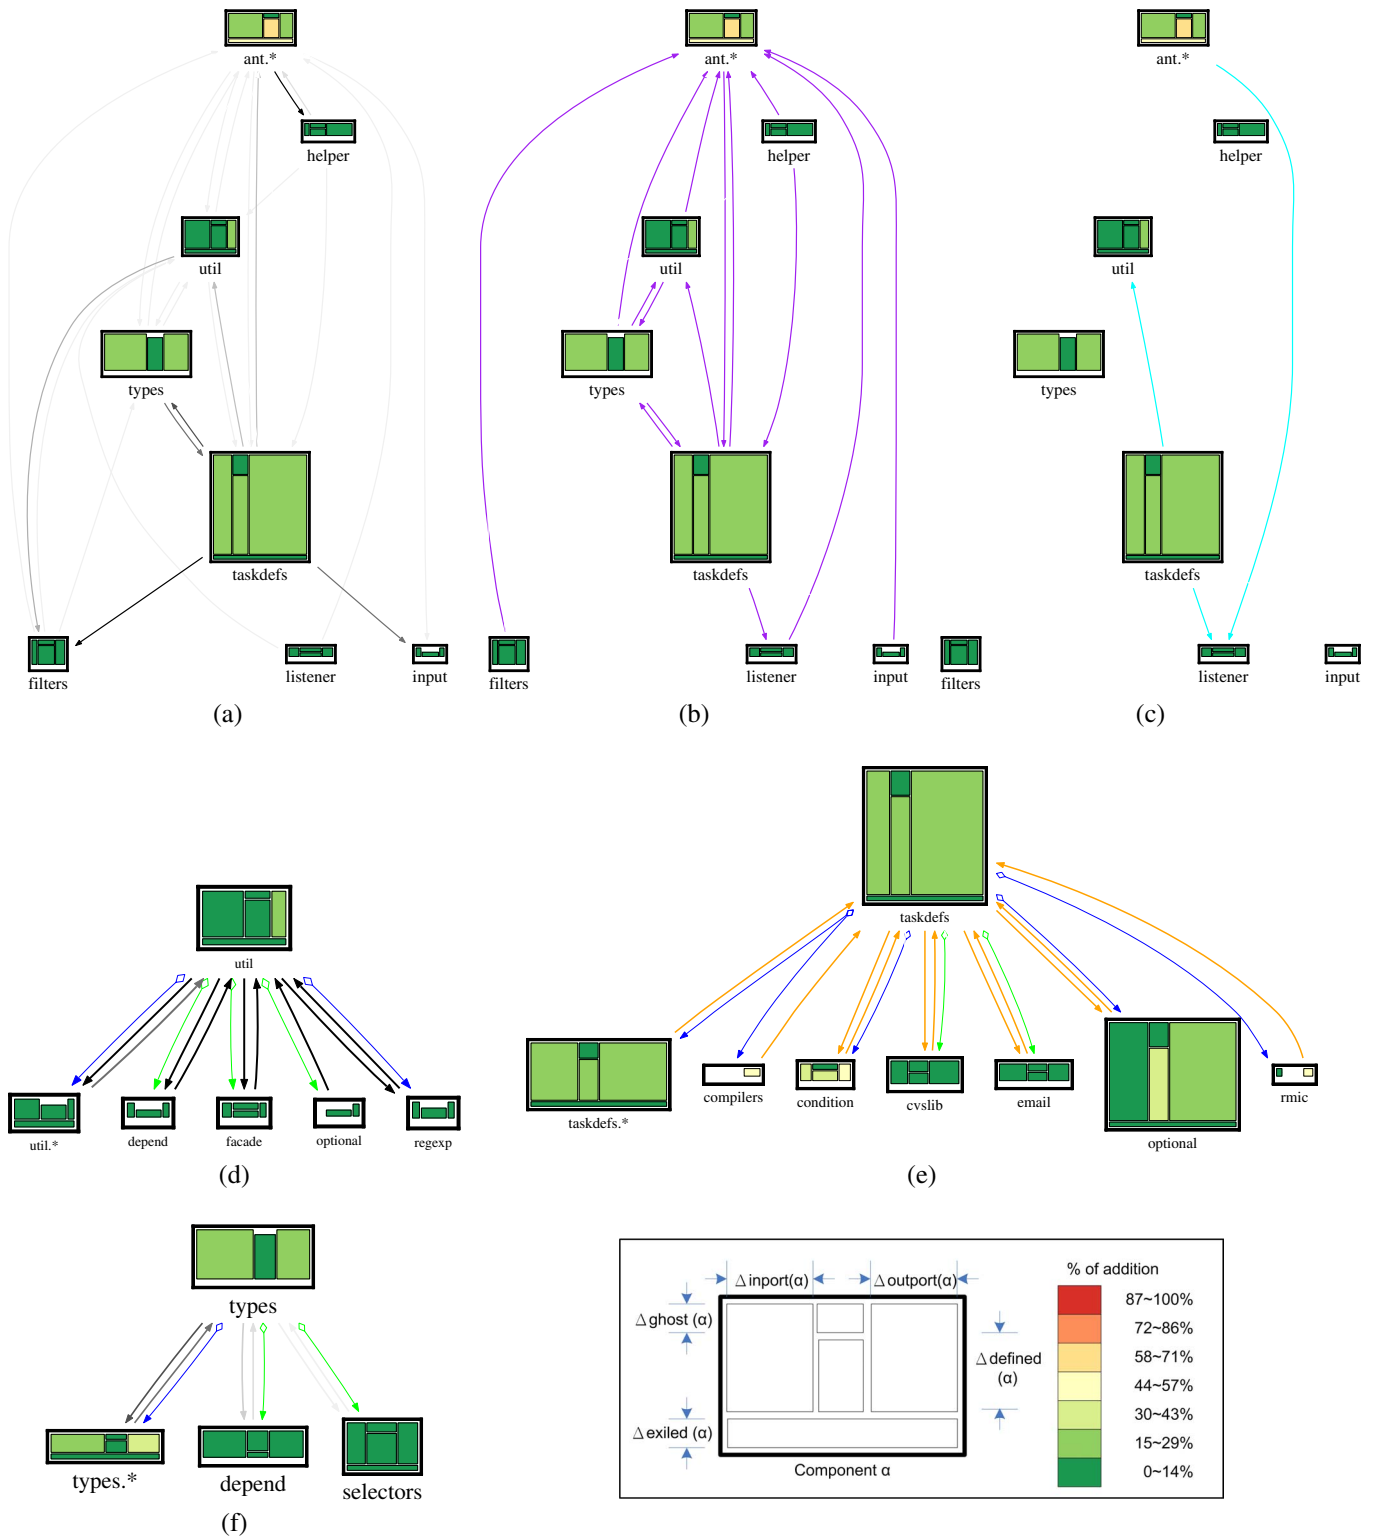 ant.*
helper
util
types
taskdefs
filters
listener
input
(a)
ant.*
helper
util
types
taskdefs
filters
listener
input
(b)
ant.*
helper
util
types
taskdefs
filters
listener
input
(c)
util
util.*
depend
facade
optional
regexp
(d)
taskdefs
taskdefs.*
compilers
condition
cvslib
email
optional
rmic
(e)
types
types.*
depend
selectors
(f)
Δ inport(α)
Δ outport(α)
Δ ghost (α)
Δ defined
(α)
Δ exiled (α)
Component α
% of addition
87~100%
72~86%
58~71%
44~57%
30~43%
15~29%
0~14%